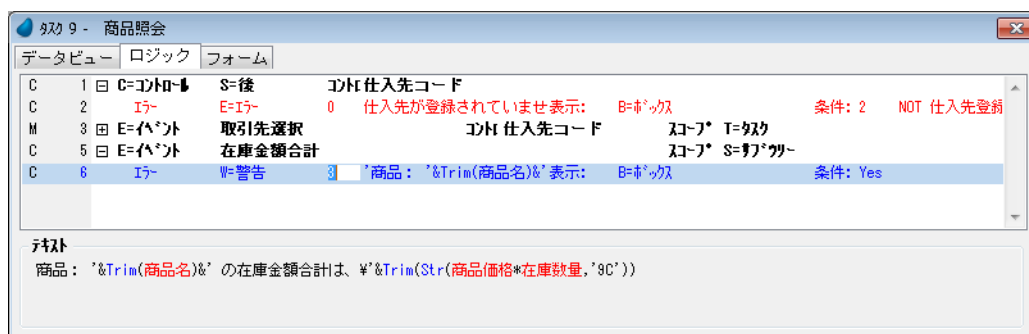 ﾀｽｸ 9 - 商品照会
データビュー ロジック フォーム
C 1 C=ｺﾝﾄﾛｰﾙ S=後 ｺﾝﾄﾛ 仕入先コード
C 2 ｴﾗｰ E=ｴﾗｰ 0 仕入先が登録されていませ 表示: B=ﾎﾞｯｸｽ 条件: 2 NOT 仕入先登録
M 3 E=ｲﾍﾞﾝﾄ 取引先選択 ｺﾝﾄﾛ 仕入先コード ｽｺｰﾌﾟ T=ﾀｽｸ
C 5 E=ｲﾍﾞﾝﾄ 在庫金額合計 ｽｺｰﾌﾟ S=ｻﾌﾞﾂﾘｰ
C 6 ｴﾗｰ W=警告 3 '商品: '&Trim(商品名)&' 表示: B=ﾎﾞｯｸｽ 条件: Yes
ﾃｷｽﾄ
'商品: '&Trim(商品名)&' の在庫金額合計は、¥'&Trim(Str(商品価格*在庫数量,'9C'))